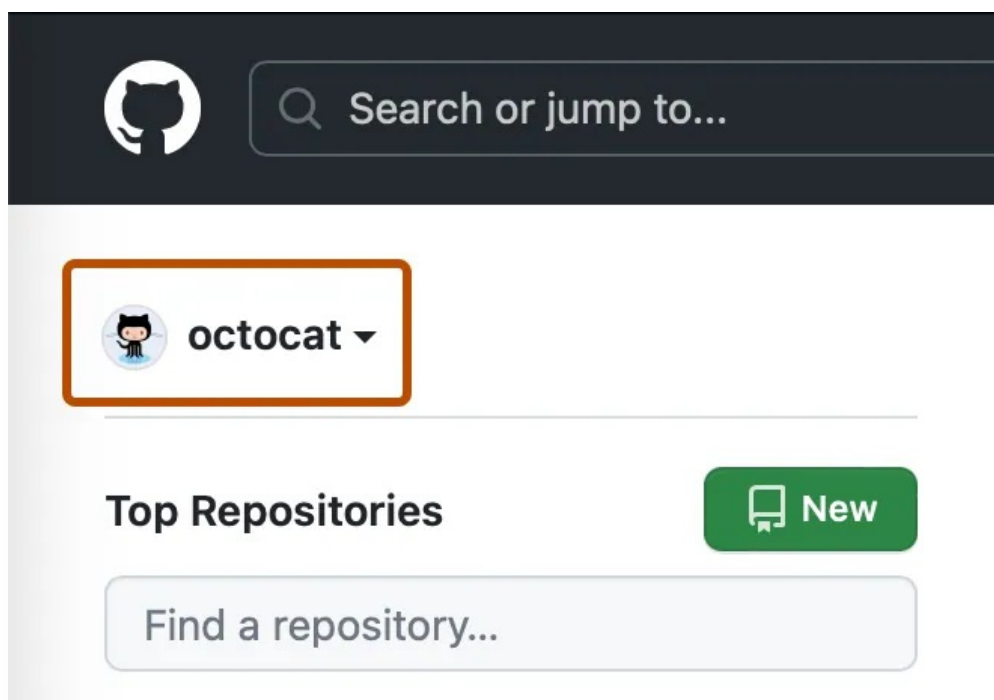 Search or jump to...
octocat
Top Repositories
New
Find a repository...